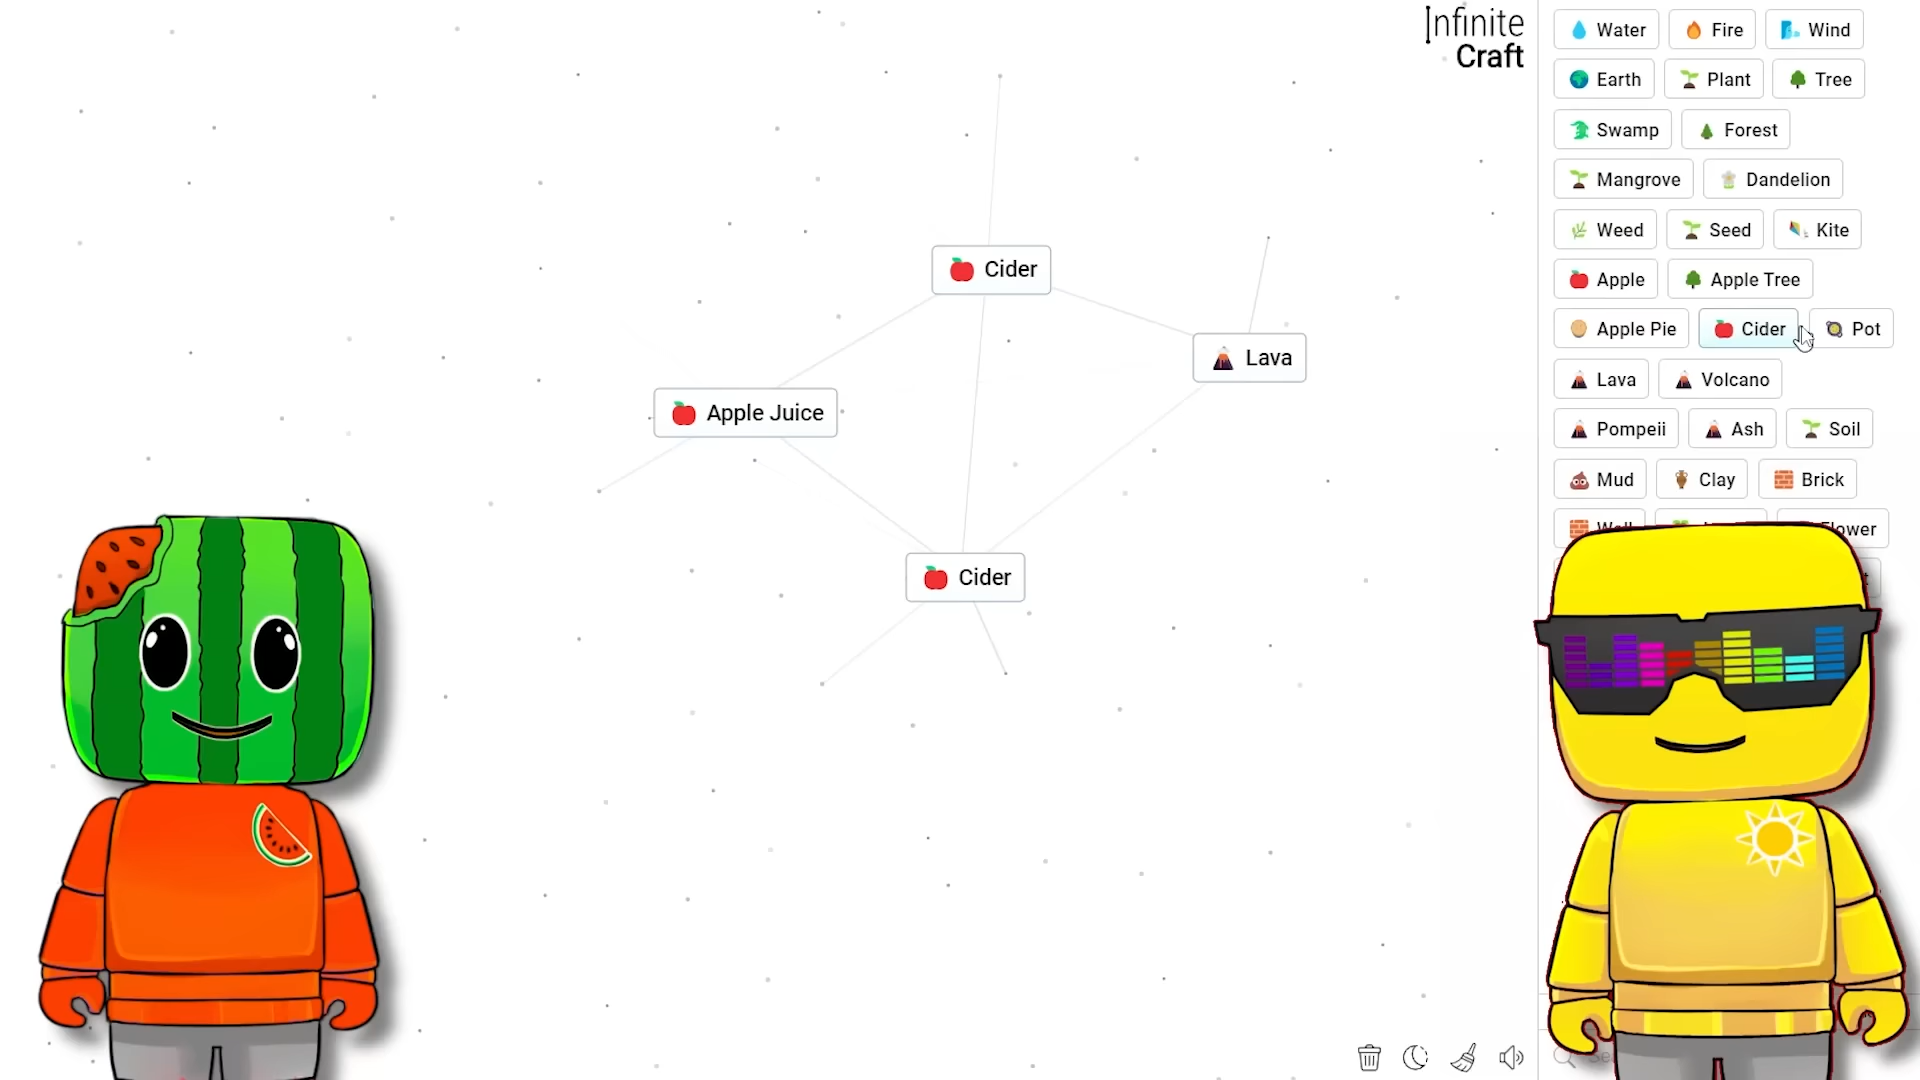 Infinite
Craft
Water Fire Wind
Earth Plant Tree
Swamp Forest
Mangrove Dandelion
Weed Seed Kite
Apple Apple Tree
Apple Pie Cider Pot
Lava Volcano
Pompeii Ash Soil
Mud Clay Brick
Cider
Lava
Apple Juice
Cider